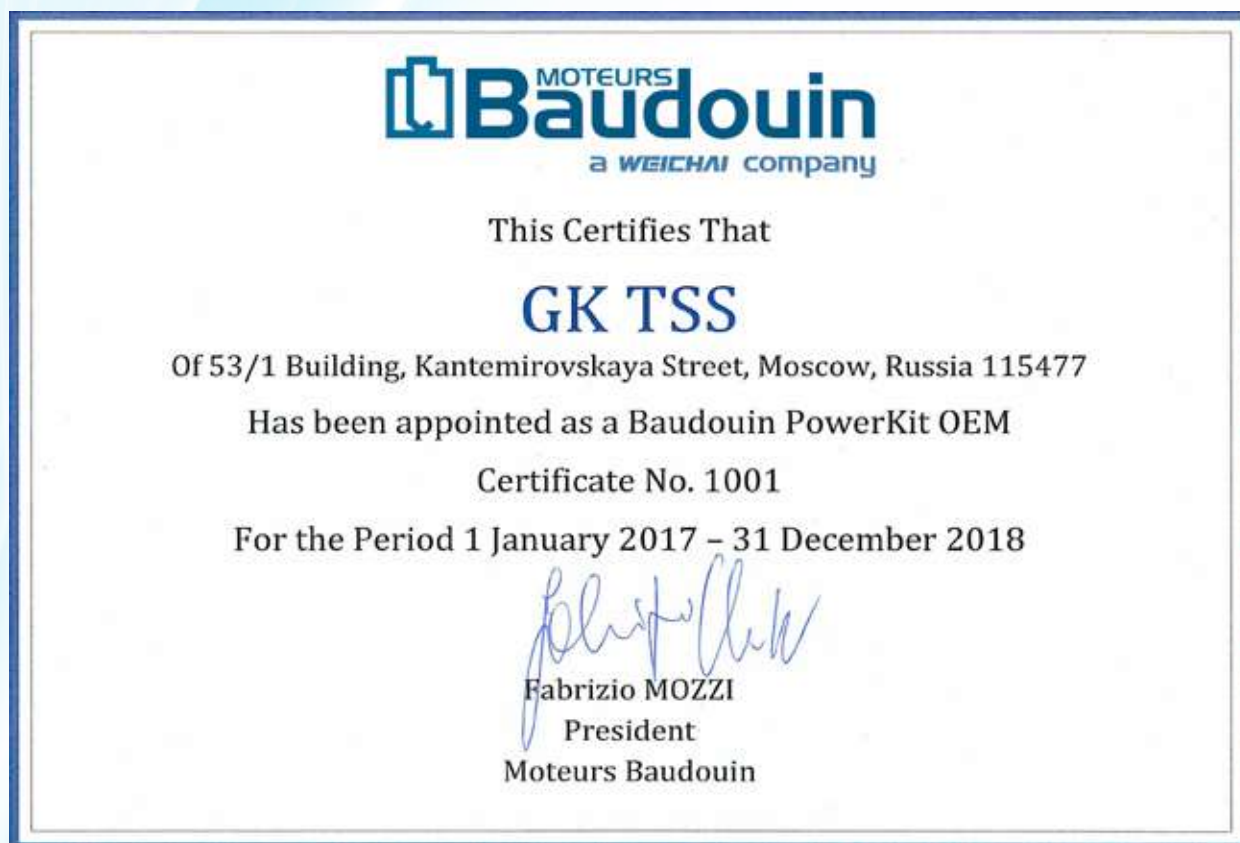 MOTEURS
Baudouin
a WEICHAI company
This Certifies That
GK TSS
Of 53/1 Building, Kantemirovskaya Street, Moscow, Russia 115477
Has been appointed as a Baudouin PowerKit OEM
Certificate No. 1001
For the Period 1 January 2017 – 31 December 2018
Fabrizio MOZZI
President
Moteurs Baudouin